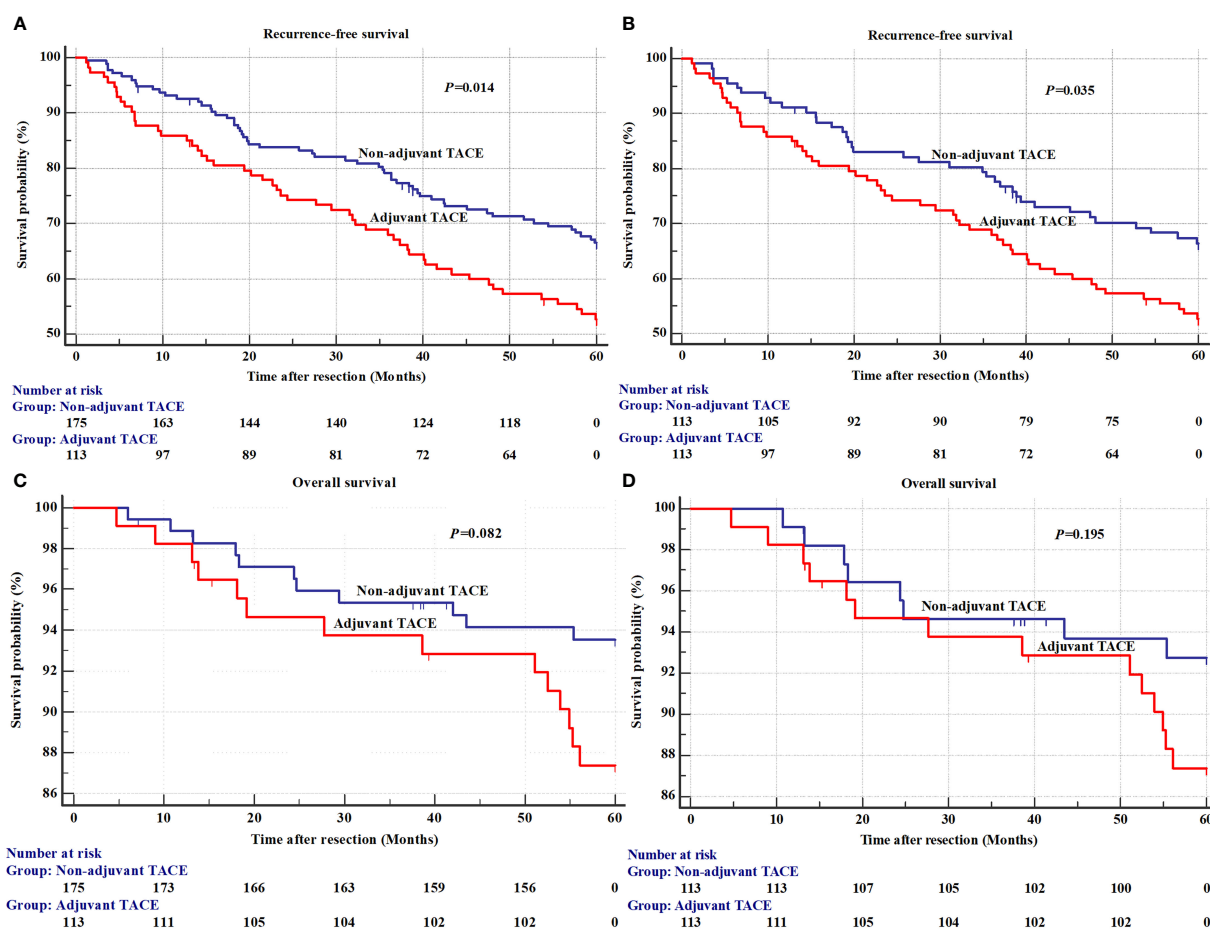 A
Recurrence-free survival
100
90
80
70
60
50
Survival probability (%)
P=0.014
Non-adjuvant TACE
Adjuvant TACE
0 10 20 30 40 50 60
Time after resection (Months)
Number at risk
Group: Non-adjuvant TACE
175 163 144 140 124 118 0
Group: Adjuvant TACE
113 97 89 81 72 64 0
B
Recurrence-free survival
100
90
80
70
60
50
Survival probability (%)
P=0.035
Non-adjuvant TACE
Adjuvant TACE
0 10 20 30 40 50 60
Time after resection (Months)
Number at risk
Group: Non-adjuvant TACE
113 105 92 90 79 75 0
Group: Adjuvant TACE
113 97 89 81 72 64 0
C
Overall survival
100
98
96
94
92
90
88
86
Survival probability (%)
P=0.082
Non-adjuvant TACE
Adjuvant TACE
0 10 20 30 40 50 60
Time after resection (Months)
Number at risk
Group: Non-adjuvant TACE
175 173 166 163 159 156 0
Group: Adjuvant TACE
113 111 105 104 102 102 0
D
Overall survival
100
98
96
94
92
90
88
86
Survival probability (%)
P=0.195
Non-adjuvant TACE
Adjuvant TACE
0 10 20 30 40 50 60
Time after resection (Months)
Number at risk
Group: Non-adjuvant TACE
113 113 107 105 102 100 0
Group: Adjuvant TACE
113 111 105 104 102 102 0